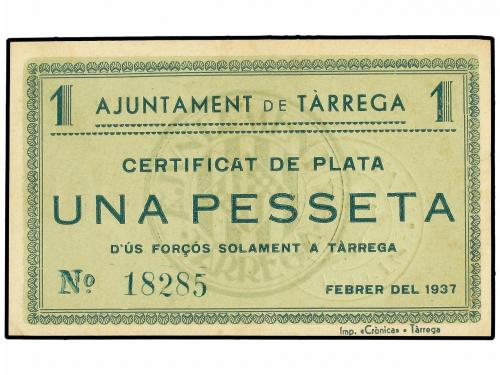 1 AJUNTAMENT DE TÀRREGA 1
CERTIFICAT DE PLATA
UNA PESSETA
D'ÚS FORÇÓS SOLAMENT A TÀRREGA
Nº 18285
FEBRER DEL 1937
Imp. «Crònica» - Tàrrega